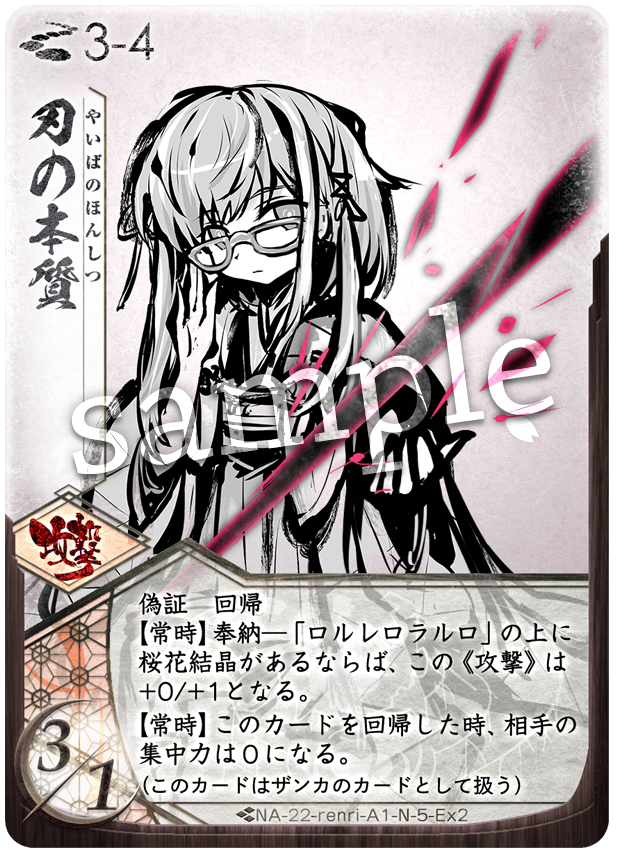 3-4
刃の本質
やいばのほんしつ
sample
攻撃
偽証　回帰
【常時】奉納―「ロルレロラルロ」の上に
桜花結晶があるならば、この《攻撃》は
+0/+1となる。
【常時】このカードを回帰した時、相手の
集中力は0になる。
(このカードはザンカのカードとして扱う)
3/1
NA-22-renri-A1-N-5-Ex2